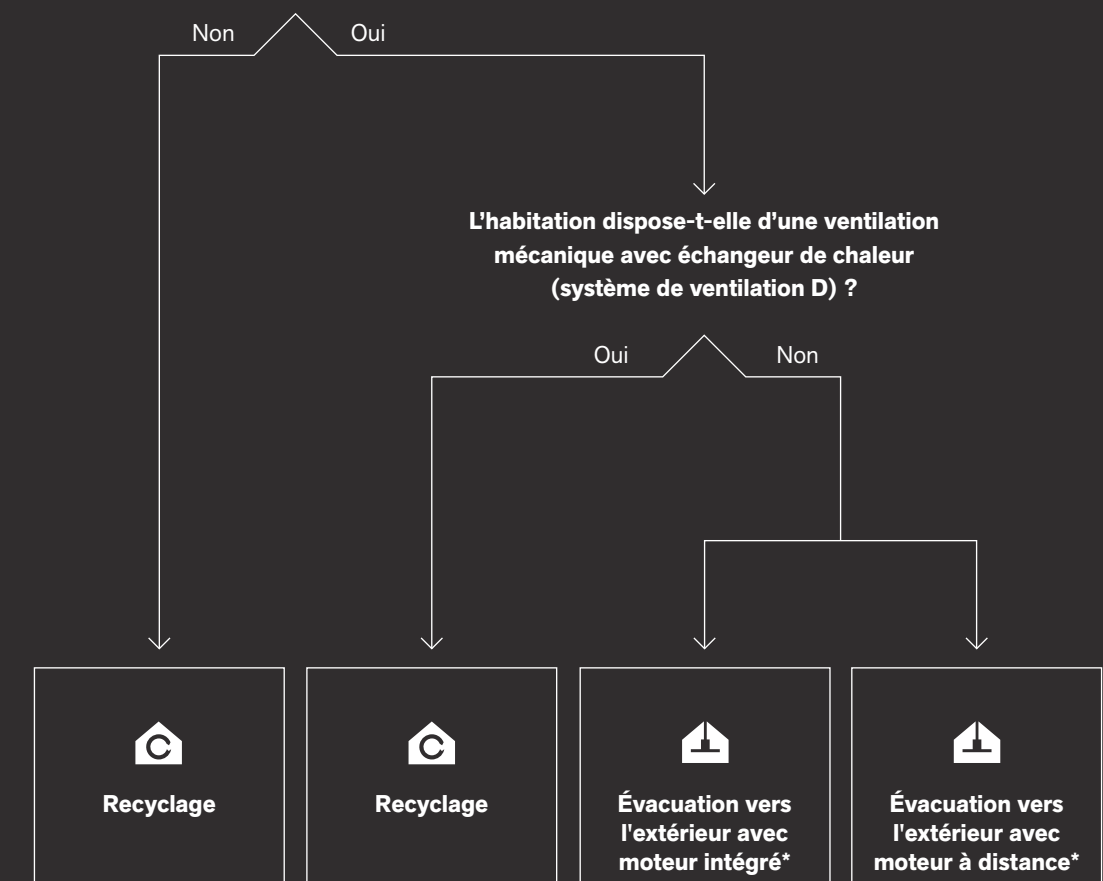 Non
Oui
L’habitation dispose-t-elle d’une ventilation
mécanique avec échangeur de chaleur
(système de ventilation D) ?
Oui
Non
Recyclage
Recyclage
Évacuation vers
l'extérieur avec
moteur intégré*
Évacuation vers
l'extérieur avec
moteur à distance*